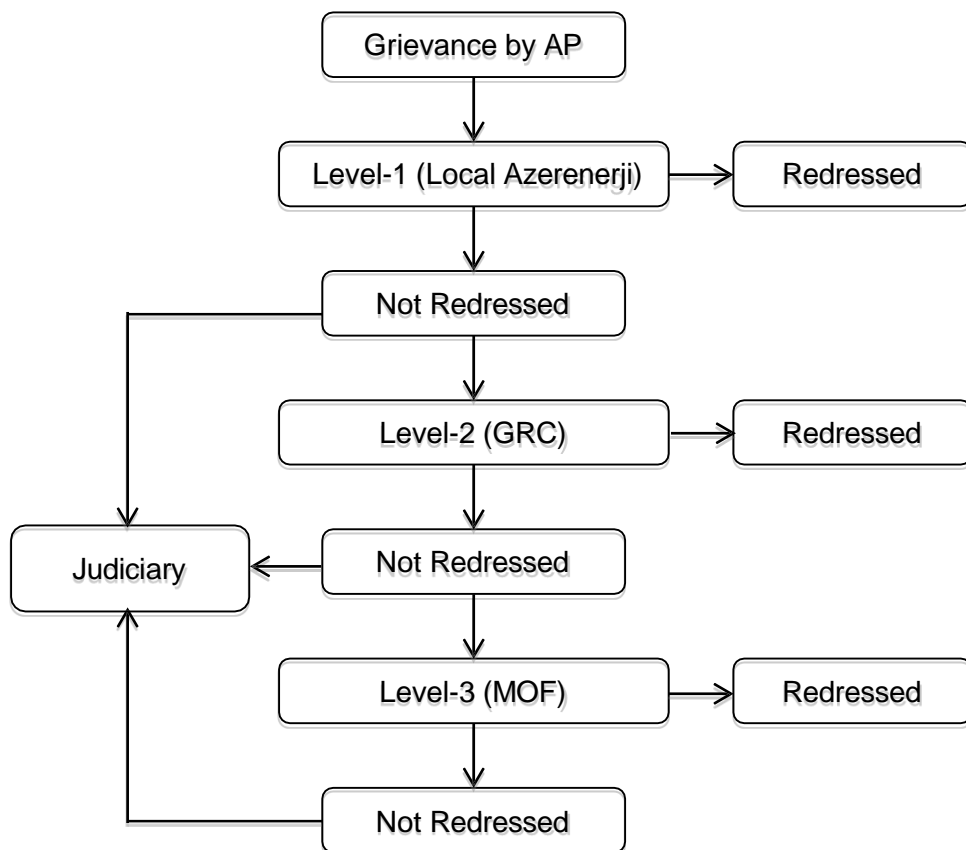 Grievance by AP
Level-1 (Local Azerenerji)
Redressed
Not Redressed
Level-2 (GRC)
Redressed
Judiciary
Not Redressed
Level-3 (MOF)
Redressed
Not Redressed